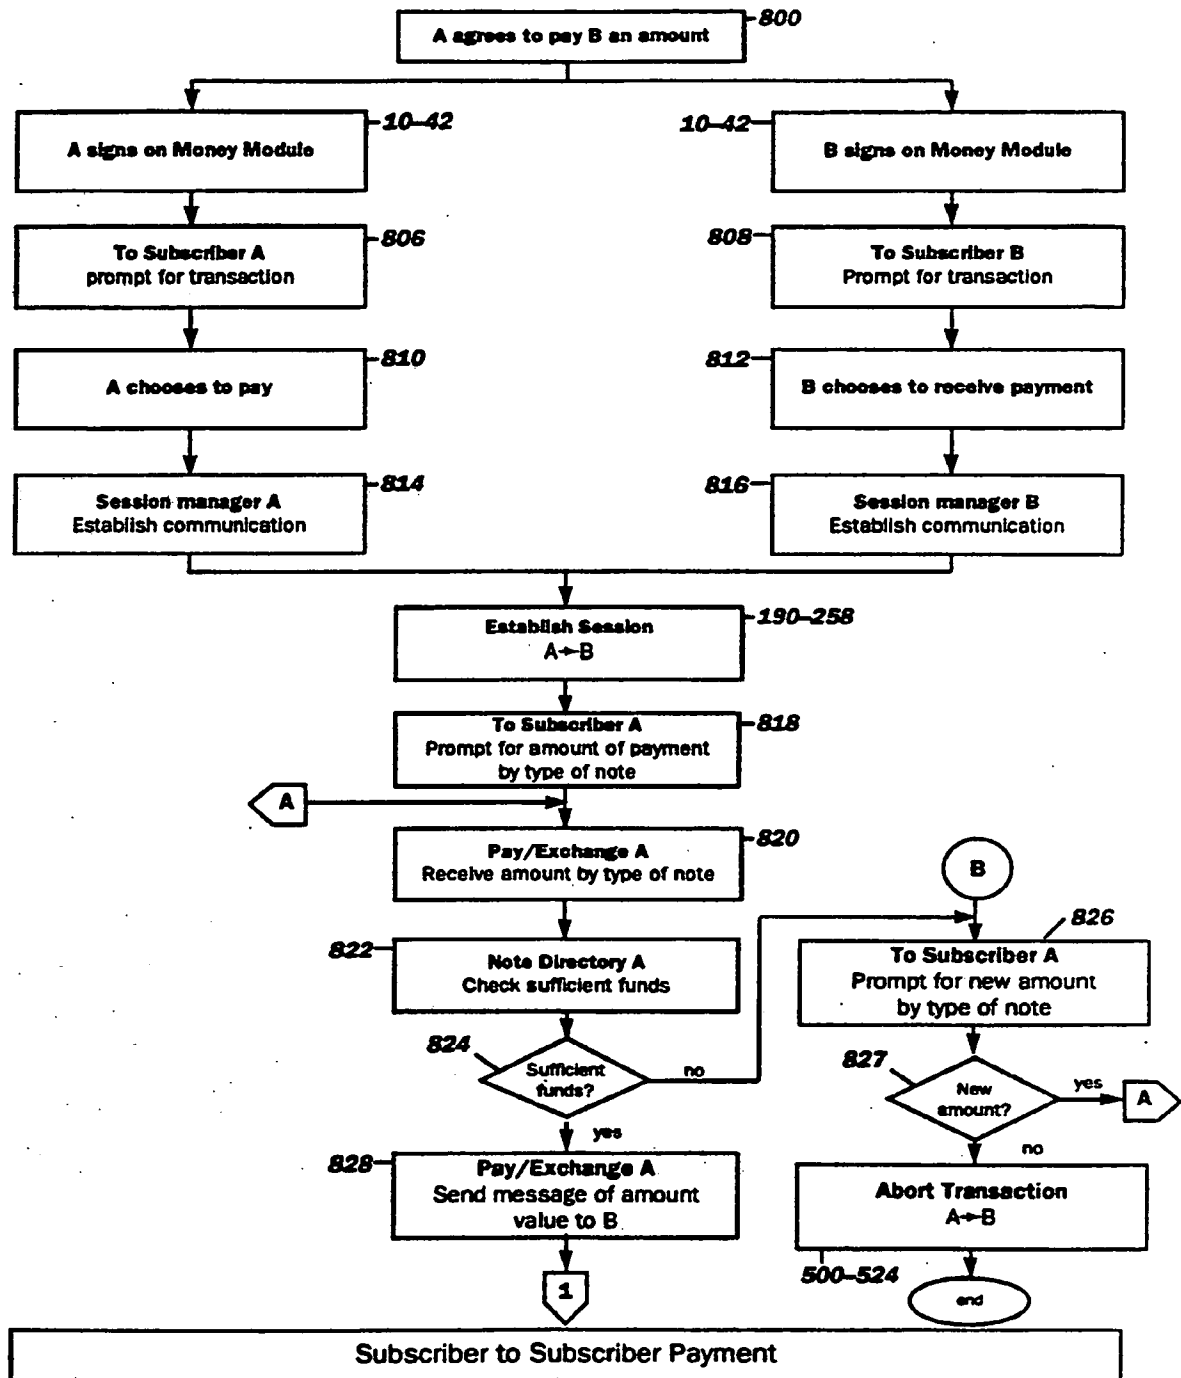 A agrees to pay B an amount
800
A signs on Money Module
10–42
10–42
B signs on Money Module
To Subscriber A
prompt for transaction
806
808
To Subscriber B
Prompt for transaction
A chooses to pay
810
812
B chooses to receive payment
Session manager A
Establish communication
814
816
Session manager B
Establish communication
Establish Session
A→B
190–258
To Subscriber A
Prompt for amount of payment
by type of note
818
A
Pay/Exchange A
Receive amount by type of note
820
B
822
Note Directory A
Check sufficient funds
826
To Subscriber A
Prompt for new amount
by type of note
824
Sufficient
funds?
no
yes
827
New
amount?
yes
A
no
828
Pay/Exchange A
Send message of amount
value to B
Abort Transaction
A→B
500–524
1
end
Subscriber to Subscriber Payment